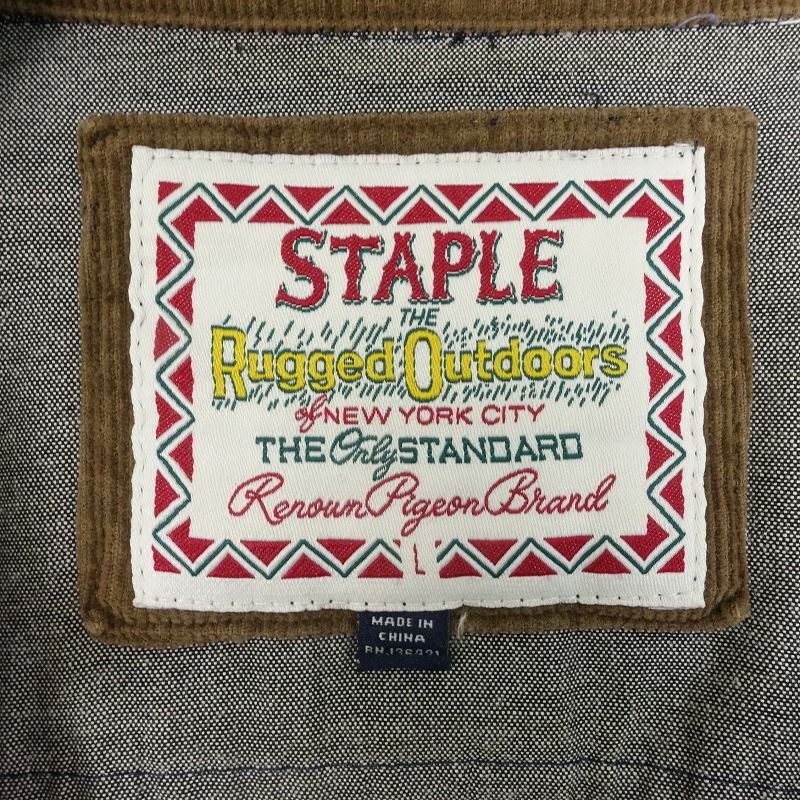 STAPLE
THE
Rugged Outdoors
of NEW YORK CITY
THE Only STANDARD
Renoun Pigeon Brand
L
MADE IN
CHINA